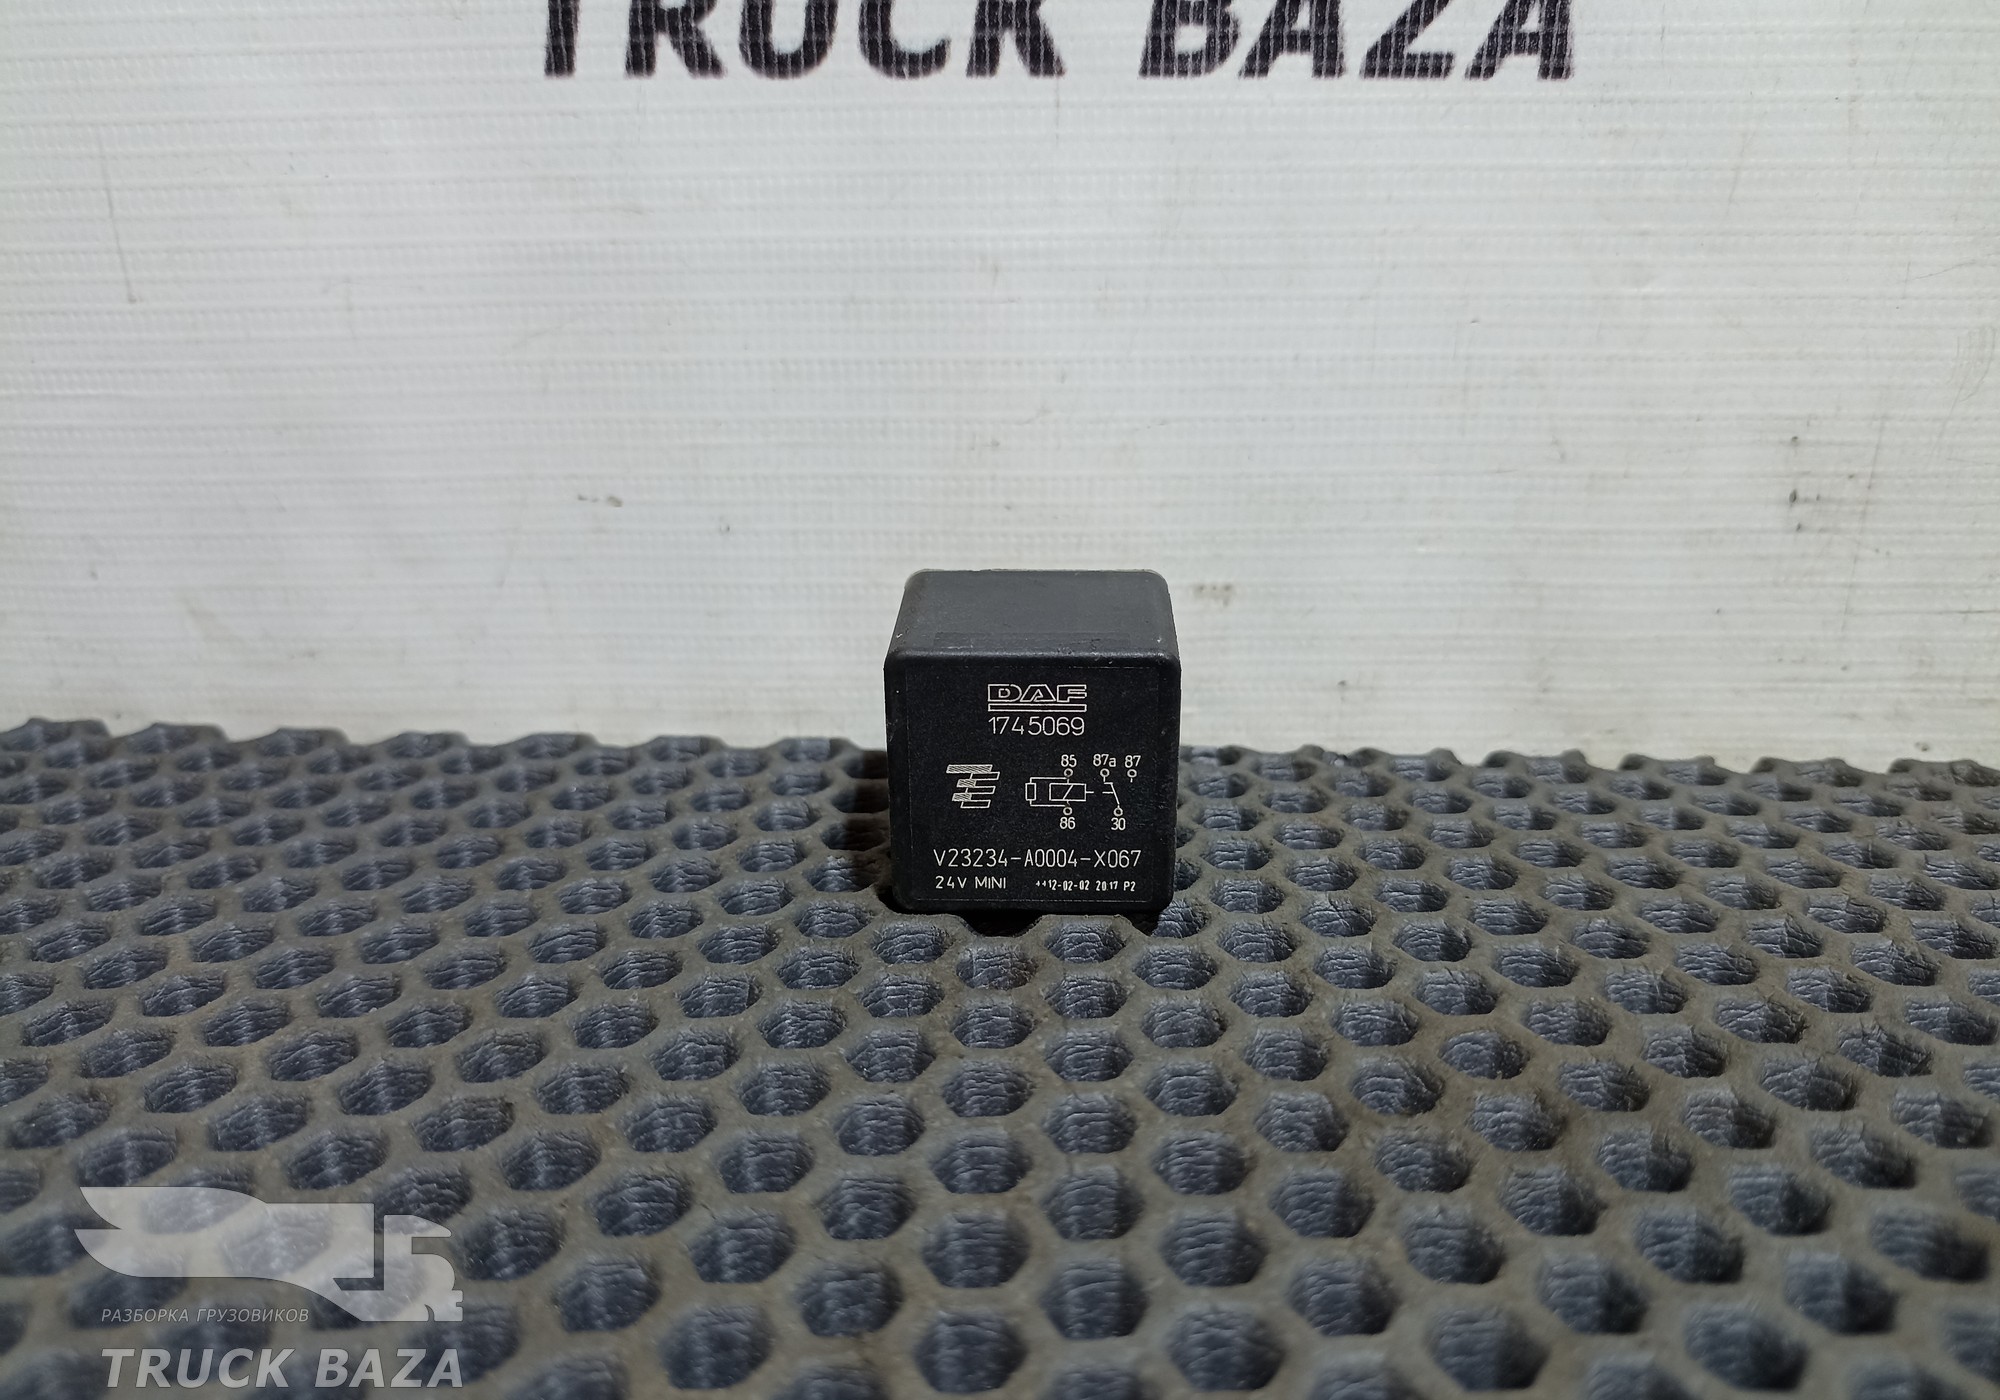 TRUCK BAZA
DAF
1745069
85 87a 87
86 30
V23234-A0004-X067
24V MINI 12-02-02 2017 P2
РАЗБОРКА ГРУЗОВИКОВ
TRUCK BAZA